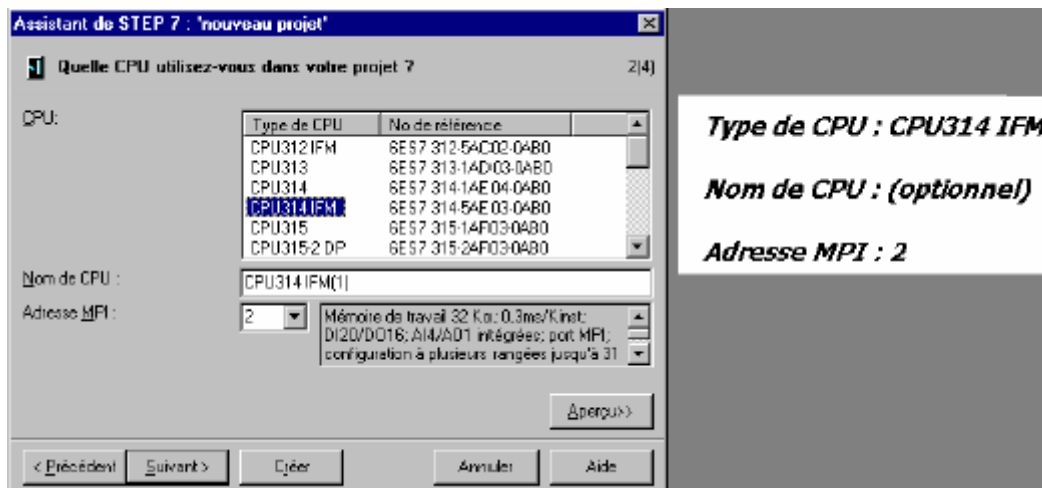 Assistant de STEP 7 : 'nouveau projet'
Quelle CPU utilisez-vous dans votre projet ? 2(4)
CPU:
Type de CPU No de référence
CPU312 IFM 6ES7 312-5AC02-0AB0
CPU313 6ES7 313-1AD03-0AB0
CPU314 6ES7 314-1AE04-0AB0
CPU314 IFM 6ES7 314-5AE03-0AB0
CPU315 6ES7 315-1AF03-0AB0
CPU315-2 DP 6ES7 315-2AF03-0AB0
Nom de CPU : CPU314 IFM(1)
Adresse MPI : 2
Mémoire de travail 32 Ko; 0.3ms/Kinst;
DI20/DO16; AI4/AO1 intégrées; port MPI;
configuration à plusieurs rangées jusqu'à 31
Aperçu>>
< Précédent Suivant > Créer Annuler Aide
Type de CPU : CPU314 IFM
Nom de CPU : (optionnel)
Adresse MPI : 2